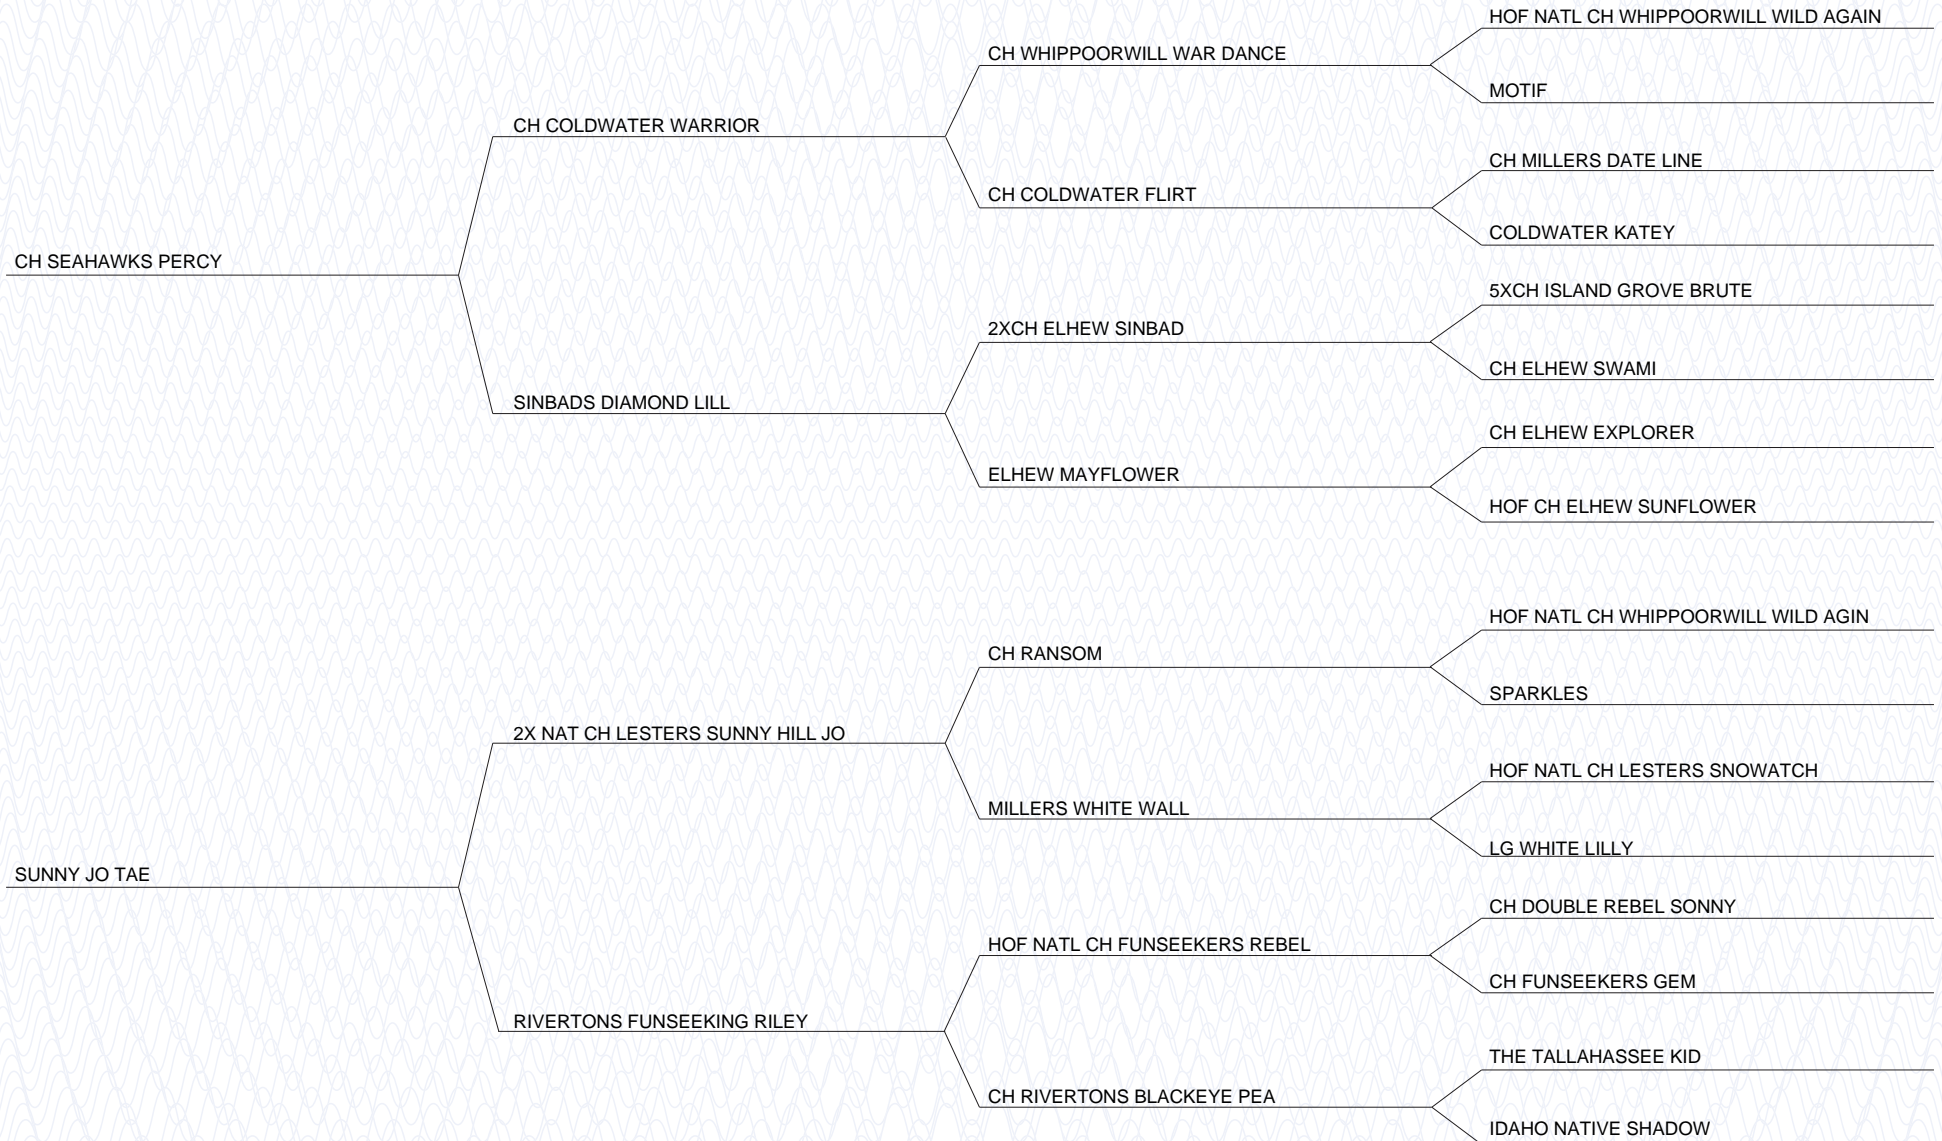 HOF NATL CH WHIPPOORWILL WILD AGAIN
CH WHIPPOORWILL WAR DANCE
MOTIF
CH COLDWATER WARRIOR
CH MILLERS DATE LINE
CH COLDWATER FLIRT
COLDWATER KATEY
CH SEAHAWKS PERCY
5XCH ISLAND GROVE BRUTE
2XCH ELHEW SINBAD
CH ELHEW SWAMI
SINBADS DIAMOND LILL
CH ELHEW EXPLORER
ELHEW MAYFLOWER
HOF CH ELHEW SUNFLOWER
HOF NATL CH WHIPPOORWILL WILD AGIN
CH RANSOM
SPARKLES
2X NAT CH LESTERS SUNNY HILL JO
HOF NATL CH LESTERS SNOWATCH
MILLERS WHITE WALL
LG WHITE LILLY
SUNNY JO TAE
CH DOUBLE REBEL SONNY
HOF NATL CH FUNSEEKERS REBEL
CH FUNSEEKERS GEM
RIVERTONS FUNSEEKING RILEY
THE TALLAHASSEE KID
CH RIVERTONS BLACKEYE PEA
IDAHO NATIVE SHADOW